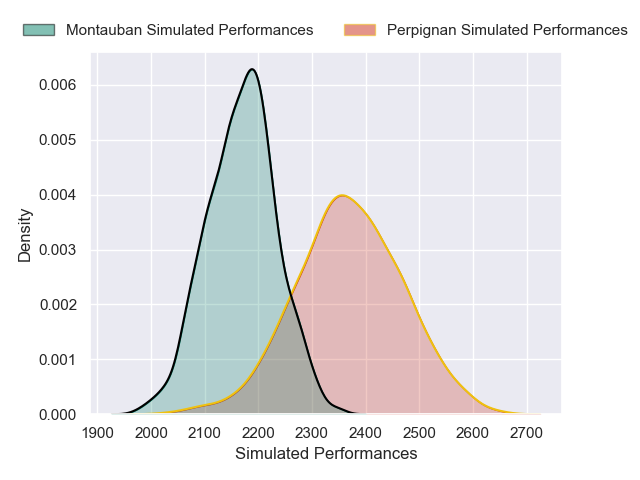 Montauban Simulated Performances
Perpignan Simulated Performances
0.006
0.005
0.004
0.003
0.002
0.001
0.000
Density
1900 2000 2100 2200 2300 2400 2500 2600 2700
Simulated Performances